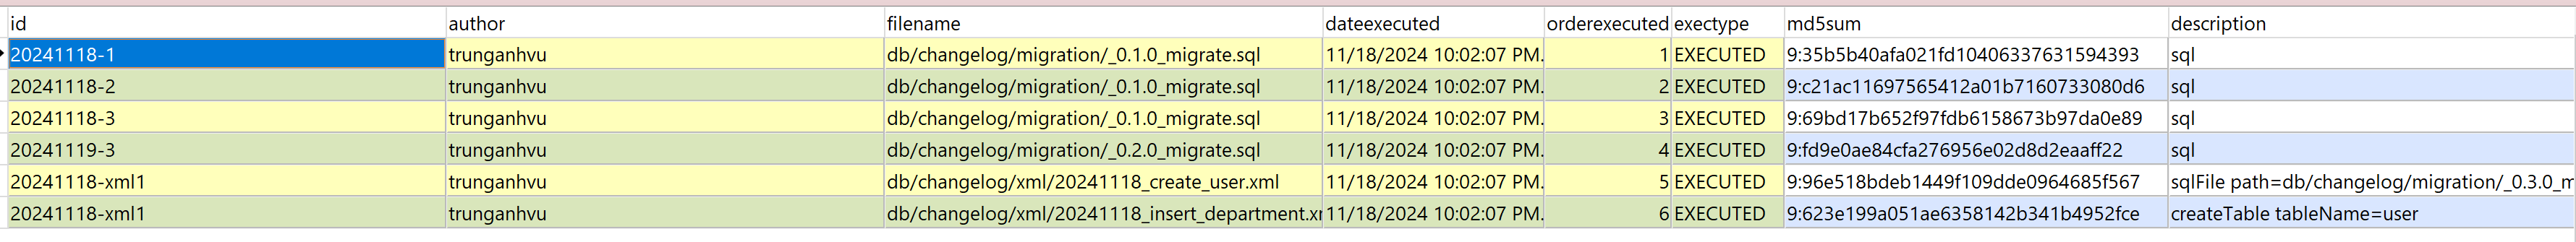 id author filename dateexecuted orderexecuted exectype md5sum description
20241118-1 trunganhvu db/changelog/migration/_0.1.0_migrate.sql 11/18/2024 10:02:07 PM. 1 EXECUTED 9:35b5b40afa021fd10406337631594393 sql
20241118-2 trunganhvu db/changelog/migration/_0.1.0_migrate.sql 11/18/2024 10:02:07 PM. 2 EXECUTED 9:c21ac11697565412a01b7160733080d6 sql
20241118-3 trunganhvu db/changelog/migration/_0.1.0_migrate.sql 11/18/2024 10:02:07 PM. 3 EXECUTED 9:69bd17b652f97fdb6158673b97da0e89 sql
20241119-3 trunganhvu db/changelog/migration/_0.2.0_migrate.sql 11/18/2024 10:02:07 PM. 4 EXECUTED 9:fd9e0ae84cfa276956e02d8d2eaaff22 sql
20241118-xml1 trunganhvu db/changelog/xml/20241118_create_user.xml 11/18/2024 10:02:07 PM. 5 EXECUTED 9:96e518bdeb1449f109dde0964685f567 sqlFile path=db/changelog/migration/_0.3.0_m
20241118-xml1 trunganhvu db/changelog/xml/20241118_insert_department.xr 11/18/2024 10:02:07 PM. 6 EXECUTED 9:623e199a051ae6358142b341b4952fce createTable tableName=user